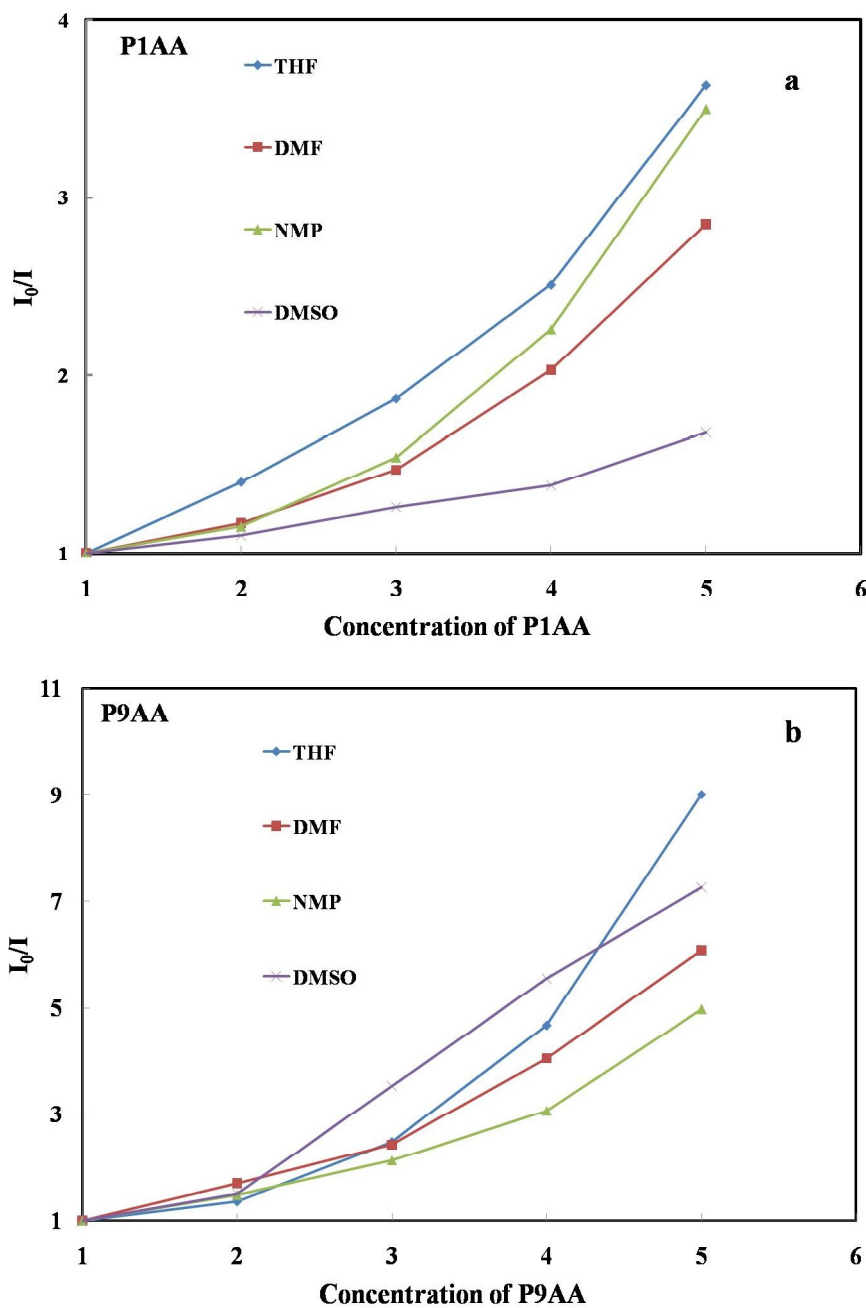 4
P1AA
THF
a
DMF
3
NMP
I₀/I
DMSO
2
1
1 2 3 4 5 6
Concentration of P1AA
11
P9AA
b
THF
9
DMF
7
NMP
I₀/I
DMSO
5
3
1
1 2 3 4 5 6
Concentration of P9AA